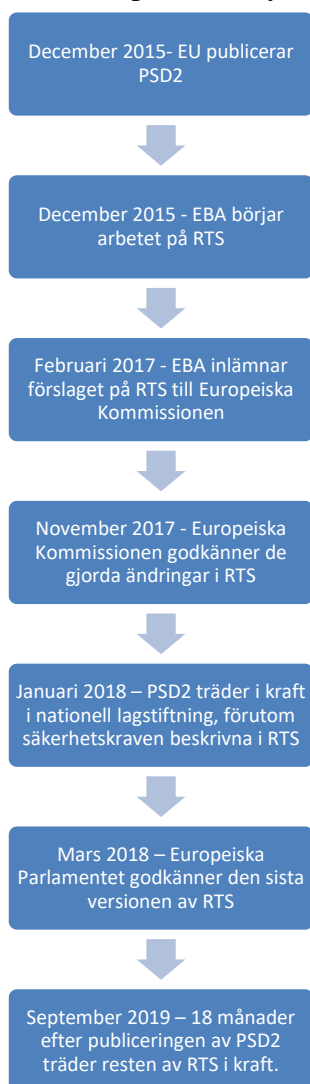 December 2015- EU publicerar
PSD2
December 2015 - EBA börjar
arbetet på RTS
Februari 2017 - EBA inlämnar
förslaget på RTS till Europeiska
Kommissionen
November 2017 - Europeiska
Kommissionen godkänner de
gjorda ändringar i RTS
Januari 2018 – PSD2 träder i kraft
i nationell lagstiftning, förutom
säkerhetskraven beskrivna i RTS
Mars 2018 – Europeiska
Parlamentet godkänner den sista
versionen av RTS
September 2019 – 18 månader
efter publiceringen av PSD2
träder resten av RTS i kraft.